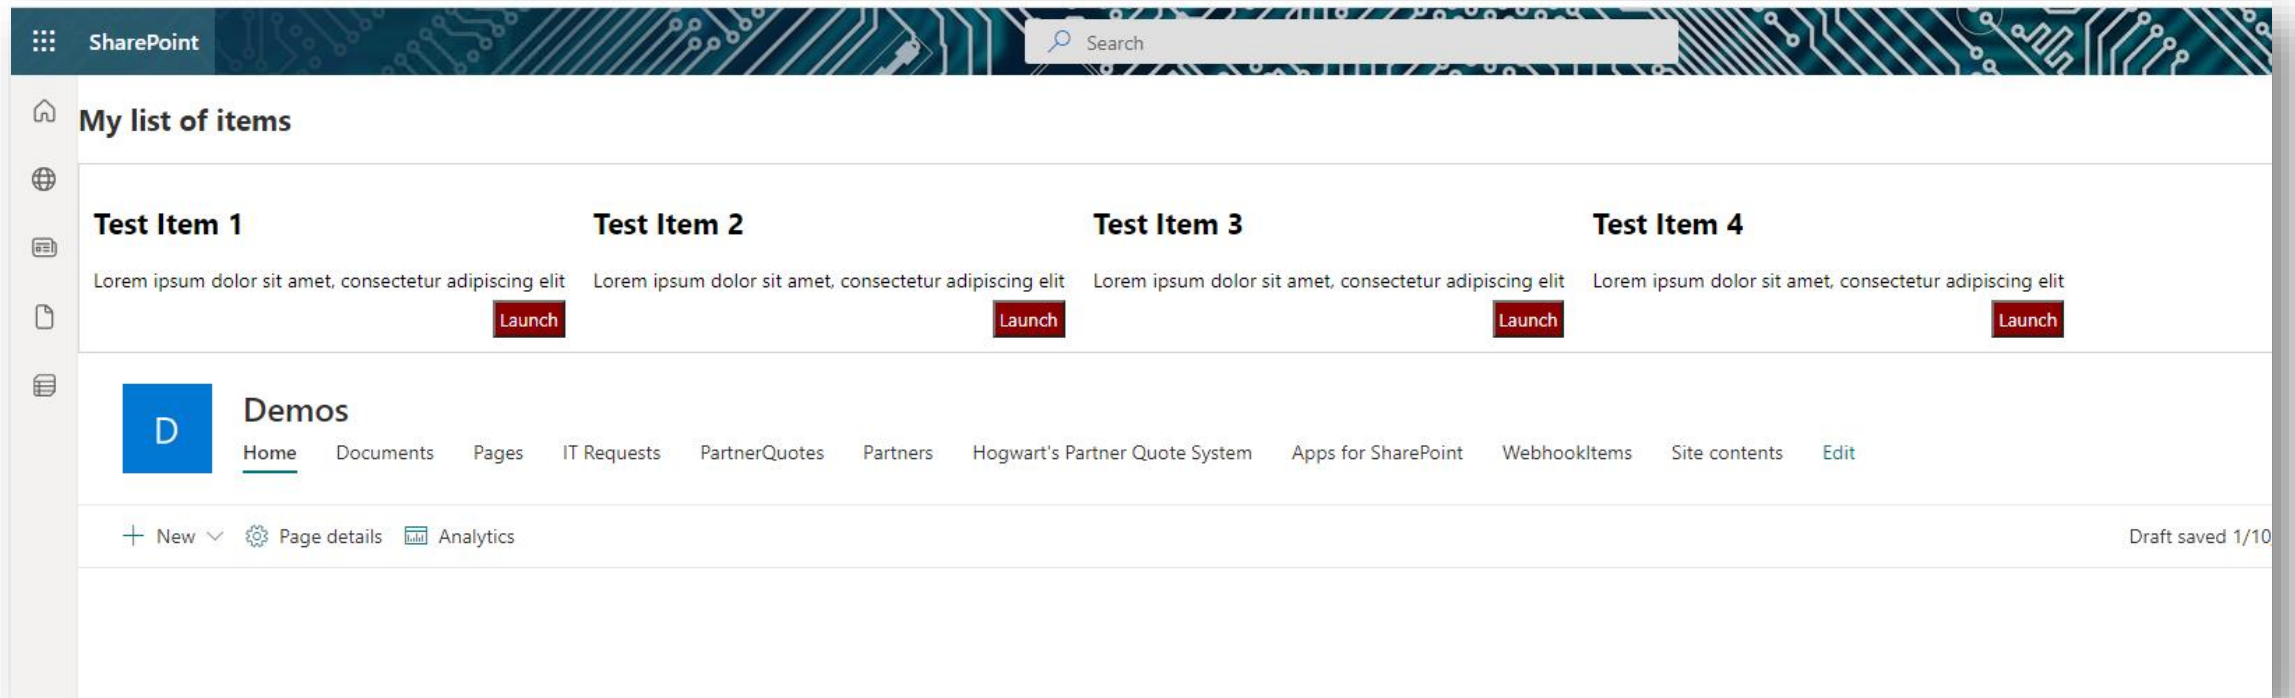 SharePoint Search
My list of items
Test Item 1 Test Item 2 Test Item 3 Test Item 4
Lorem ipsum dolor sit amet, consectetur adipiscing elit Lorem ipsum dolor sit amet, consectetur adipiscing elit Lorem ipsum dolor sit amet, consectetur adipiscing elit Lorem ipsum dolor sit amet, consectetur adipiscing elit
Launch Launch Launch Launch
D Demos
Home Documents Pages IT Requests PartnerQuotes Partners Hogwart's Partner Quote System Apps for SharePoint WebhookItems Site contents Edit
New Page details Analytics Draft saved 1/10